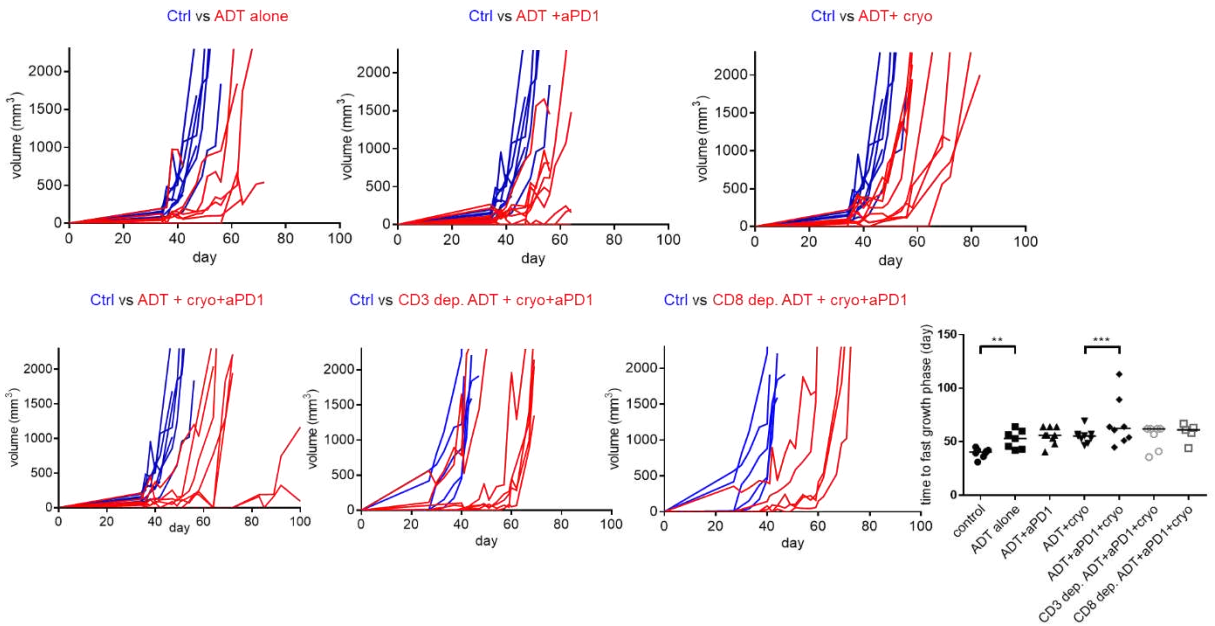 Ctrl vs ADT alone
Ctrl vs ADT +aPD1
Ctrl vs ADT+ cryo
volume (mm³)
2000
1500
1000
500
0
0 20 40 60 80 100
day
volume (mm³)
2000
1500
1000
500
0
0 20 40 60 80 100
day
volume (mm³)
2000
1500
1000
500
0
0 20 40 60 80 100
day
Ctrl vs ADT + cryo+aPD1
Ctrl vs CD3 dep. ADT + cryo+aPD1
Ctrl vs CD8 dep. ADT + cryo+aPD1
volume (mm³)
2000
1500
1000
500
0
0 20 40 60 80 100
day
volume (mm³)
2000
1500
1000
500
0
0 20 40 60 80 100
day
volume (mm³)
2000
1500
1000
500
0
0 20 40 60 80 100
day
time to fast growth phase (day)
150
100
50
0
**
***
control
ADT alone
ADT+aPD1
ADT+cryo
ADT+aPD1+cryo
CD3 dep. ADT+aPD1+cryo
CD8 dep. ADT+aPD1+cryo